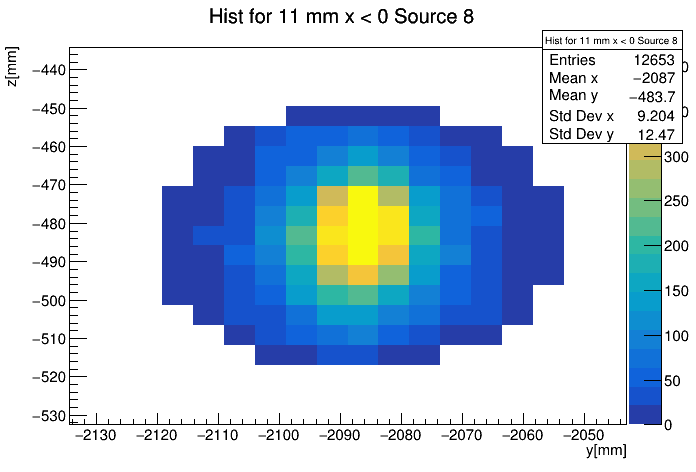 Hist for 11 mm x < 0 Source 8
z[mm]
Hist for 11 mm x < 0 Source 8
Entries 12653
Mean x −2087
Mean y −483.7
Std Dev x 9.204
Std Dev y 12.47
−440
−450
−460
−470
−480
−490
−500
−510
−520
−530
300
250
200
150
100
50
0
−2130 −2120 −2110 −2100 −2090 −2080 −2070 −2060 −2050
y[mm]